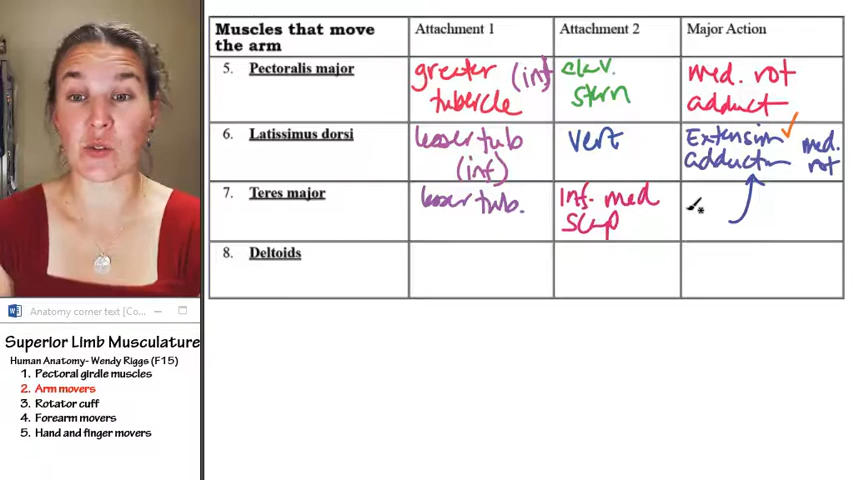 Muscles that move
the arm
Attachment 1
Attachment 2
Major Action
5. Pectoralis major
greater (inf)
tubercle
clav.
stern
med. rot
adduct
6. Latissimus dorsi
lesser tub
(inf)
vert
Extension
adduction
med.
rot
7. Teres major
lesser tub.
Inf. med
scap
8. Deltoids
Anatomy corner text [Co...
Superior Limb Musculature
Human Anatomy- Wendy Riggs (F15)
1. Pectoral girdle muscles
2. Arm movers
3. Rotator cuff
4. Forearm movers
5. Hand and finger movers